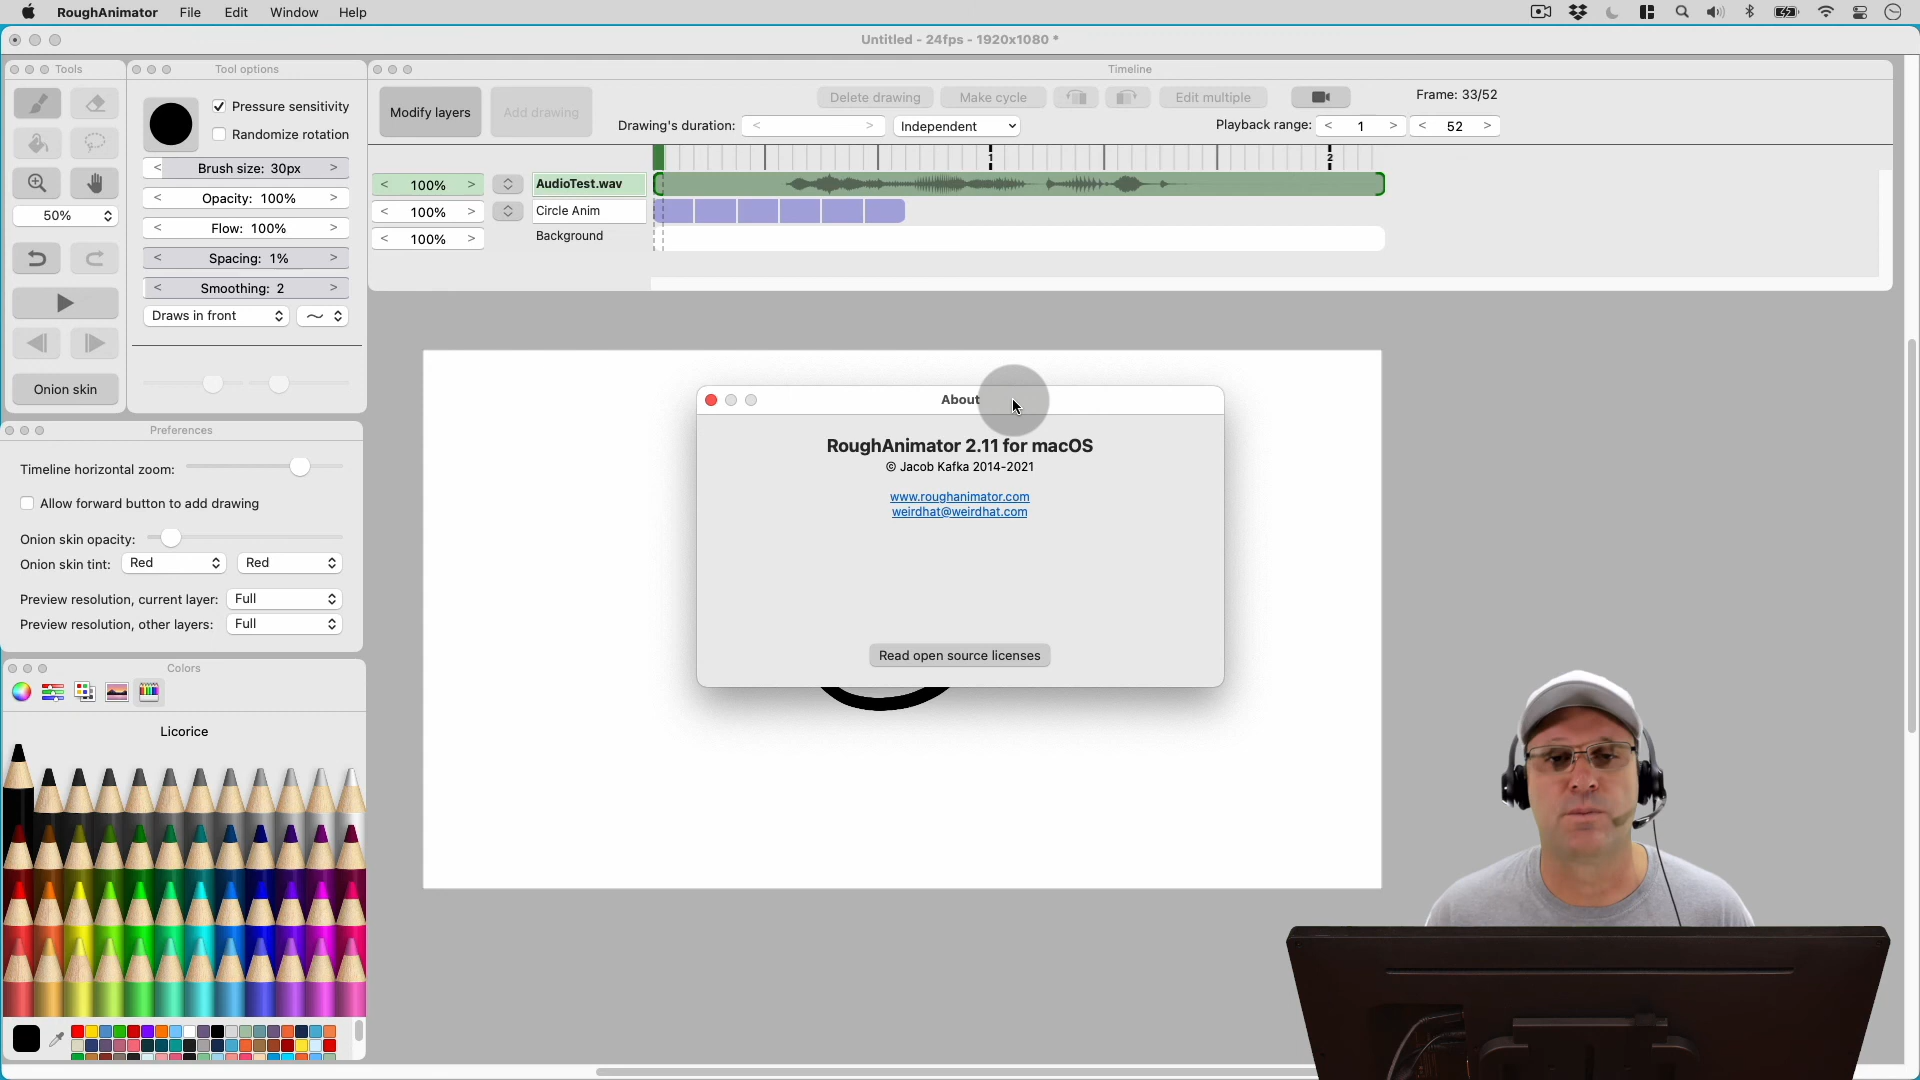 RoughAnimator File Edit Window Help
Untitled - 24fps - 1920x1080 *
Tools
Tool options
Timeline
Pressure sensitivity
Randomize rotation
Brush size: 30px
Opacity: 100%
Flow: 100%
Spacing: 1%
Smoothing: 2
Draws in front
50%
Onion skin
Modify layers
Add drawing
Delete drawing
Make cycle
Edit multiple
Frame: 33/52
Drawing's duration:
Independent
Playback range: < 1 > < 52 >
1
2
< 100% > AudioTest.wav
< 100% > Circle Anim
< 100% > Background
Preferences
Timeline horizontal zoom:
Allow forward button to add drawing
Onion skin opacity:
Onion skin tint: Red Red
Preview resolution, current layer: Full
Preview resolution, other layers: Full
Colors
Licorice
About
RoughAnimator 2.11 for macOS
© Jacob Kafka 2014-2021
www.roughanimator.com
weirdhat@weirdhat.com
Read open source licenses